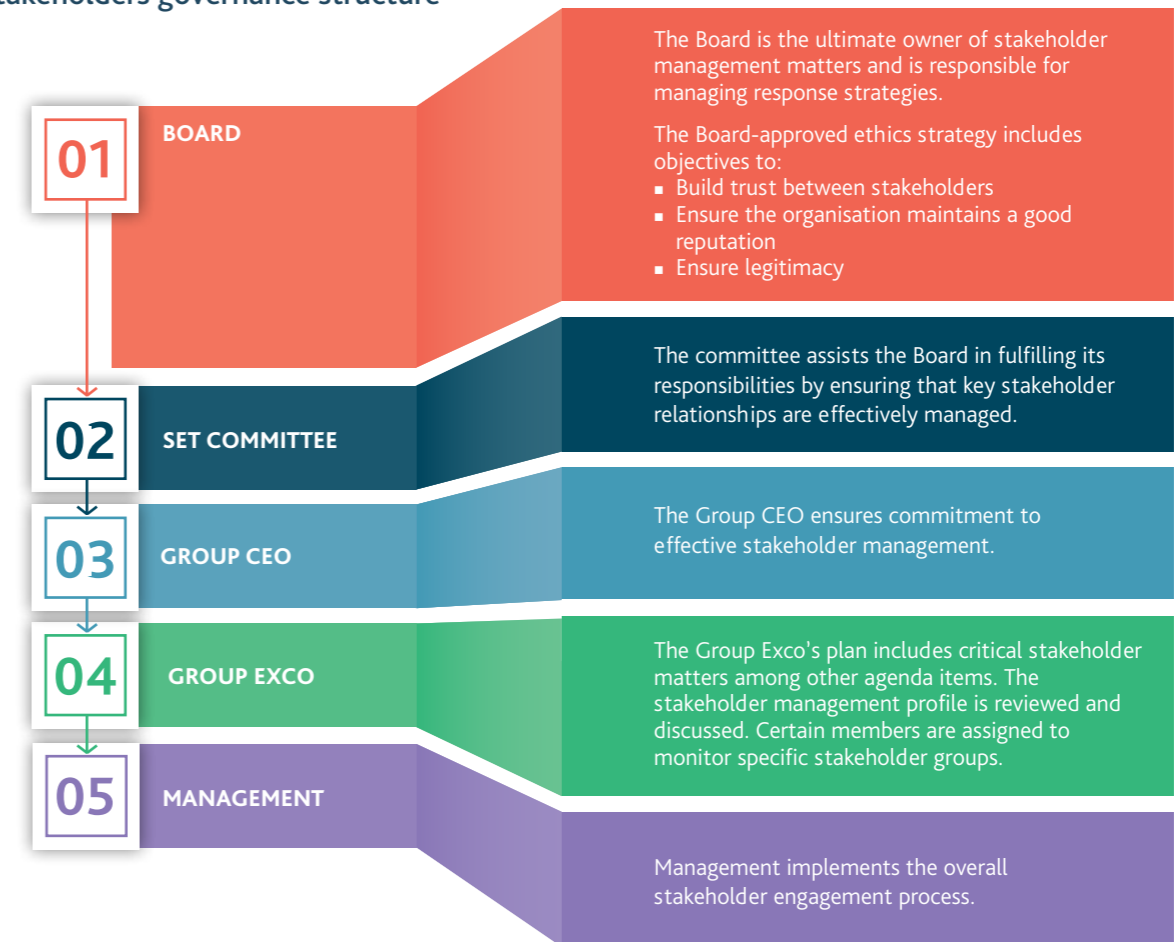 stakeholders governance structure
01
BOARD
The Board is the ultimate owner of stakeholder
management matters and is responsible for
managing response strategies.
The Board-approved ethics strategy includes
objectives to:
▪ Build trust between stakeholders
▪ Ensure the organisation maintains a good
reputation
▪ Ensure legitimacy
02
SET COMMITTEE
The committee assists the Board in fulfilling its
responsibilities by ensuring that key stakeholder
relationships are effectively managed.
03
GROUP CEO
The Group CEO ensures commitment to
effective stakeholder management.
04
GROUP EXCO
The Group Exco's plan includes critical stakeholder
matters among other agenda items. The
stakeholder management profile is reviewed and
discussed. Certain members are assigned to
monitor specific stakeholder groups.
05
MANAGEMENT
Management implements the overall
stakeholder engagement process.